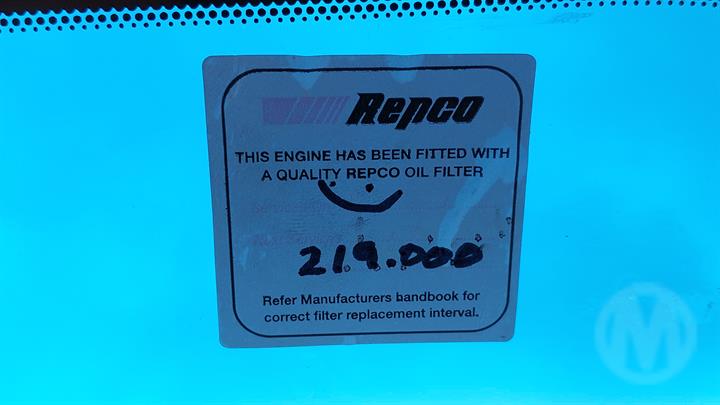 Repco
THIS ENGINE HAS BEEN FITTED WITH
A QUALITY REPCO OIL FILTER
219.000
Refer Manufacturers handbook for
correct filter replacement interval.
M